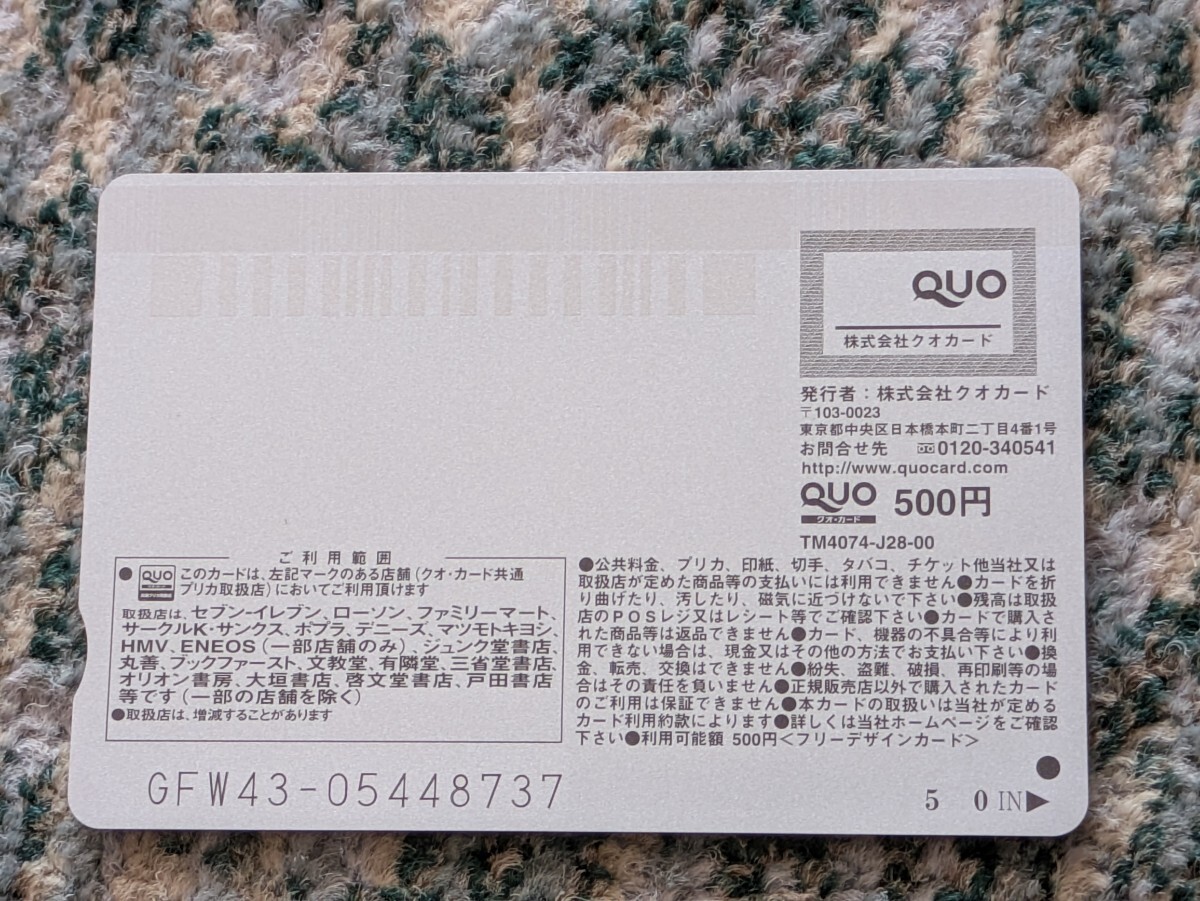 QUO
株式会社クオカード
発行者：株式会社クオカード
〒103-0023
東京都中央区日本橋本町二丁目4番1号
お問合せ先 0120-340541
http://www.quocard.com
QUO 500円
クオ・カード
TM4074-J28-00
ご利用範囲
●QUO このカードは、左記マークのある店舗（クオ・カード共通
プリカ取扱店）においてご利用頂けます
取扱店は、セブン-イレブン、ローソン、ファミリーマート、
サークルK・サンクス、ポプラ、デニーズ、マツモトキヨシ、
HMV、ENEOS（一部店舗のみ）、ジュンク堂書店、
丸善、ブックファースト、文教堂、有隣堂、三省堂書店、
オリオン書房、大垣書店、啓文堂書店、戸田書店
等です（一部の店舗を除く）
●取扱店は、増減することがあります
●公共料金、プリカ、印紙、切手、タバコ、チケット他当社又は
取扱店が定めた商品等の支払いには利用できません●カードを折
り曲げたり、汚したり、磁気に近づけないで下さい●残高は取扱
店のＰＯＳレジ又はレシート等でご確認下さい●カードで購入さ
れた商品等は返品できません●カード、機器の不具合等により利
用できない場合は、現金又はその他の方法でお支払い下さい●換
金、転売、交換はできません●紛失、盗難、破損、再印刷等の場
合はその責任を負いません●正規販売店以外で購入されたカード
のご利用は保証できません●本カードの取扱いは当社が定める
カード利用約款によります●詳しくは当社ホームページをご確認
下さい●利用可能額 500円＜フリーデザインカード＞
GFW43-05448737
5 0 IN▶